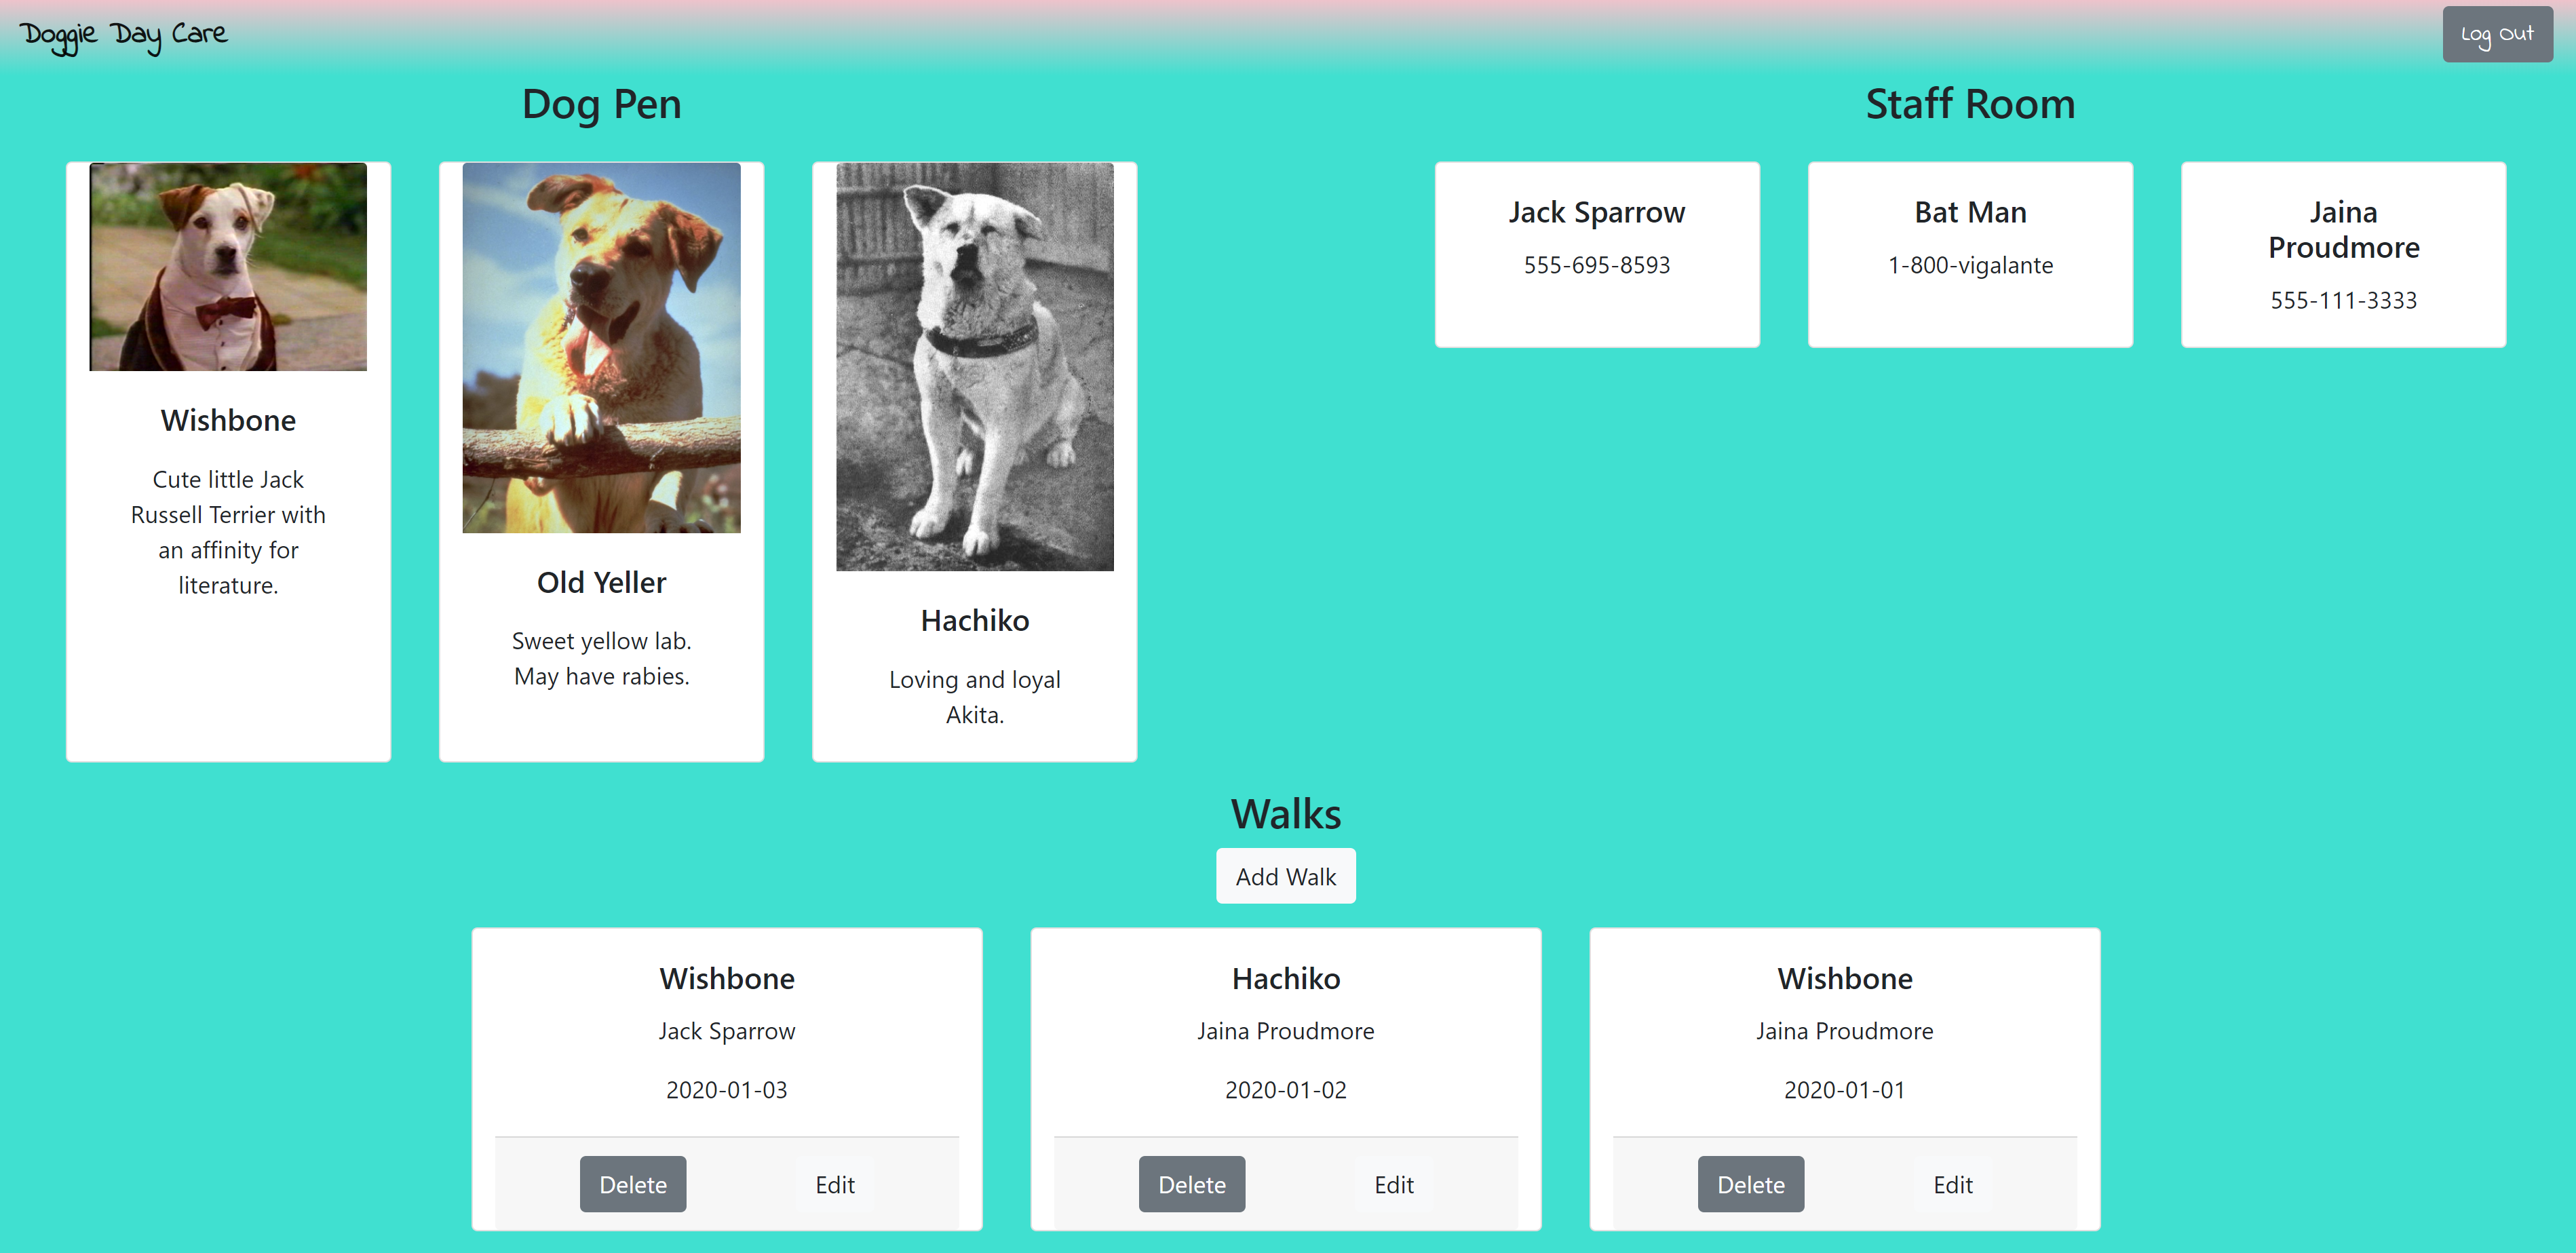 Doggie Day Care
Log Out
Dog Pen
Staff Room
Wishbone
Cute little Jack
Russell Terrier with
an affinity for
literature.
Old Yeller
Sweet yellow lab.
May have rabies.
Hachiko
Loving and loyal
Akita.
Jack Sparrow
555-695-8593
Bat Man
1-800-vigalante
Jaina
Proudmore
555-111-3333
Walks
Add Walk
Wishbone
Jack Sparrow
2020-01-03
Delete
Edit
Hachiko
Jaina Proudmore
2020-01-02
Delete
Edit
Wishbone
Jaina Proudmore
2020-01-01
Delete
Edit